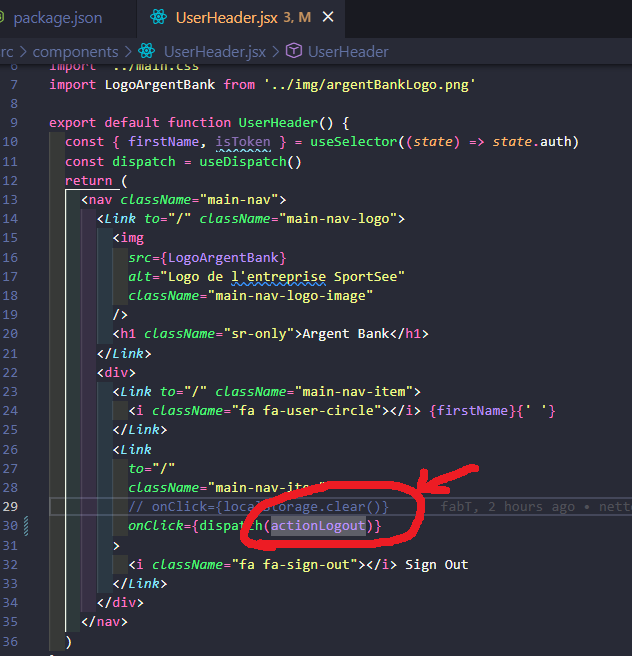 package.json
UserHeader.jsx 3, M
src > components > UserHeader.jsx > UserHeader
6 import '../main.css'
7 import LogoArgentBank from '../img/argentBankLogo.png'
8
9 export default function UserHeader() {
10 const { firstName, isToken } = useSelector((state) => state.auth)
11 const dispatch = useDispatch()
12 return (
13 <nav className="main-nav">
14 <Link to="/" className="main-nav-logo">
15 <img
16 src={LogoArgentBank}
17 alt="Logo de l'entreprise SportSee"
18 className="main-nav-logo-image"
19 />
20 <h1 className="sr-only">Argent Bank</h1>
21 </Link>
22 <div>
23 <Link to="/" className="main-nav-item">
24 <i className="fa fa-user-circle"></i> {firstName}{' '}
25 </Link>
26 <Link
27 to="/"
28 className="main-nav-item"
29 // onClick={localStorage.clear()} fabT, 2 hours ago • nett
30 onClick={dispatch(actionLogout)}
31 >
32 <i className="fa fa-sign-out"></i> Sign Out
33 </Link>
34 </div>
35 </nav>
36 )